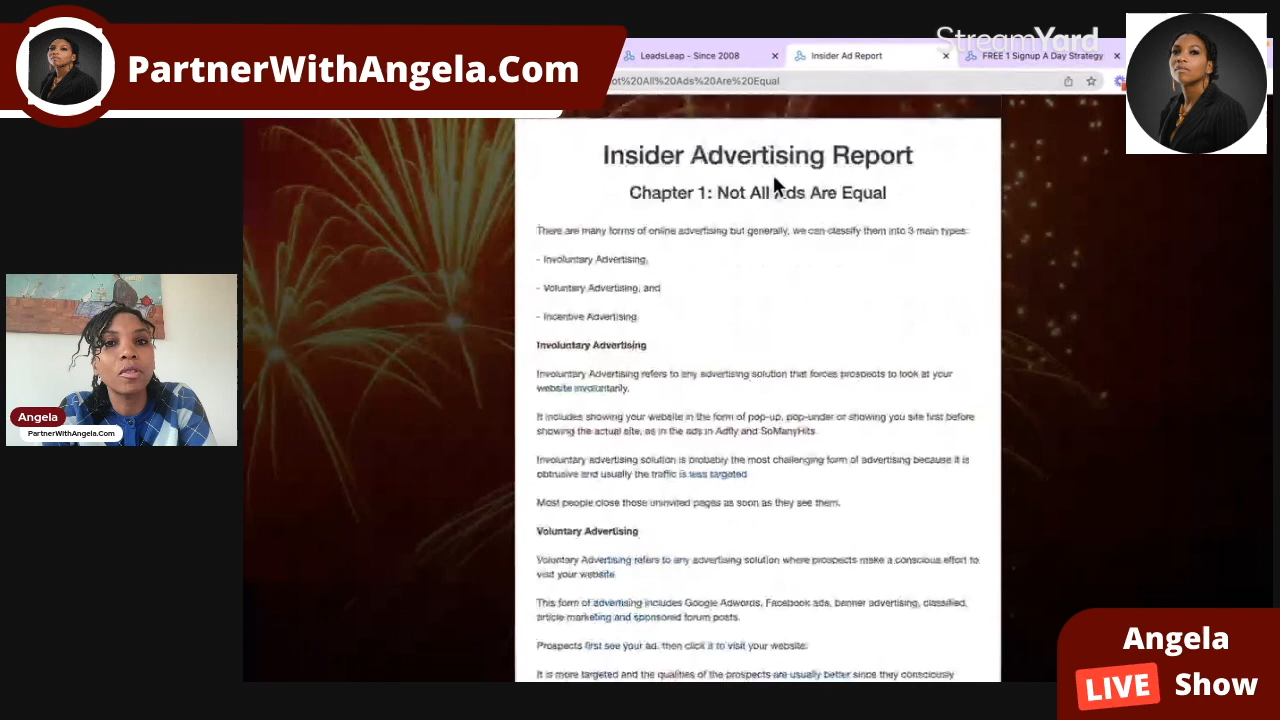 PartnerWithAngela.Com
StreamYard
LeadsLeap - Since 2008
Insider Ad Report
FREE 1 Signup A Day Strategy
ot%20All%20Ads%20Are%20Equal
Insider Advertising Report
Chapter 1: Not All Ads Are Equal
There are many forms of online advertising but generally, we can classify them into 3 main types:
- Involuntary Advertising,
- Voluntary Advertising, and
- Incentive Advertising
Involuntary Advertising
Involuntary Advertising refers to any advertising solution that forces prospects to look at your
website involuntarily.
It includes showing your website in the form of pop-up, pop-under or showing you site first before
showing the actual site, as in the ads in Adfly and SoManyHits.
Involuntary advertising solution is probably the most challenging form of advertising because it is
obtrusive and usually the traffic is less targeted
Most people close those uninvited pages as soon as they see them.
Voluntary Advertising
Voluntary Advertising refers to any advertising solution where prospects make a conscious effort to
visit your website
This form of advertising includes Google Adwords, Facebook ads, banner advertising, classified,
article marketing and sponsored forum posts.
Prospects first see your ad, then click it to visit your website.
It is more targeted and the qualities of the prospects are usually better since they consciously
Angela
PartnerWithAngela.Com
Angela
LIVE Show